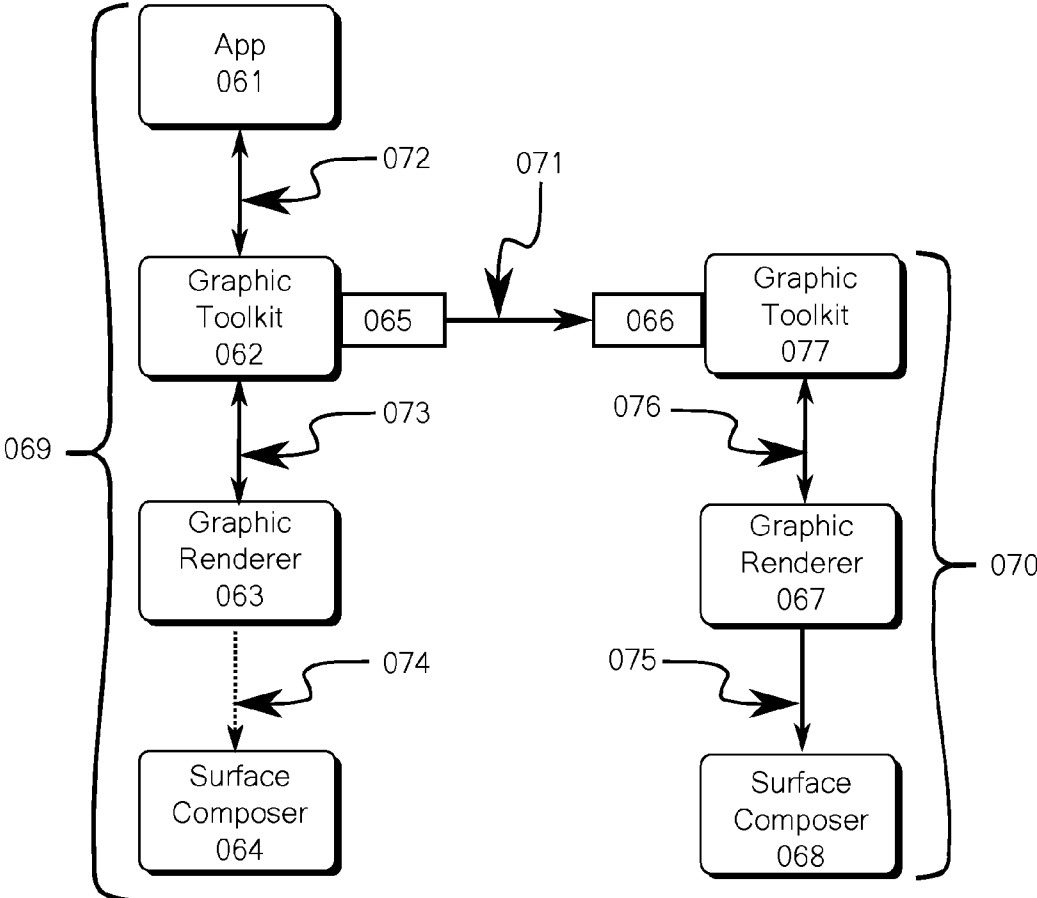 App
061
072
071
Graphic
Toolkit
062
065
066
Graphic
Toolkit
077
073
076
069
Graphic
Renderer
063
Graphic
Renderer
067
070
074
075
Surface
Composer
064
Surface
Composer
068